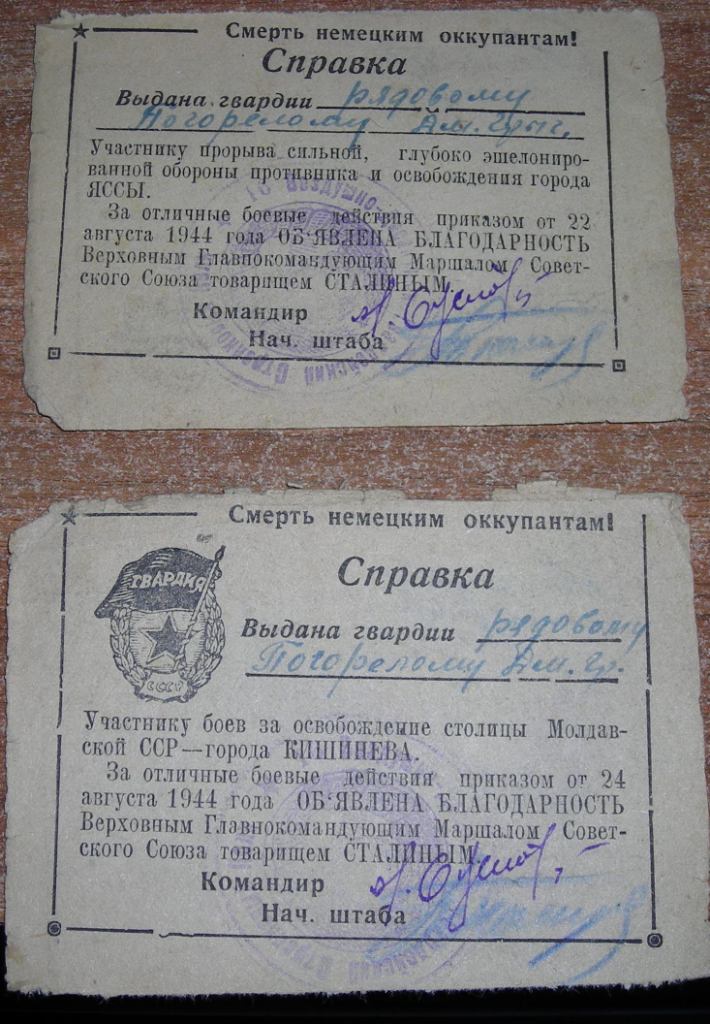 Смерть немецким оккупантам!
Справка
Выдана гвардии рядовому
Погорелому Дм. Григ.
Участнику прорыва сильной, глубоко эшелониро-
ванной обороны противника и освобождения города
ЯССЫ.
За отличные боевые действия приказом от 22
августа 1944 года ОБ'ЯВЛЕНА БЛАГОДАРНОСТЬ
Верховным Главнокомандующим Маршалом Совет-
ского Союза товарищем СТАЛИНЫМ.
Командир
Нач. штаба
Смерть немецким оккупантам!
Справка
ГВАРДИЯ
СССР
Выдана гвардии рядовому
Погорелому Дм. Гр.
Участнику боев за освобождение столицы Молдав-
ской ССР—города КИШИНЕВА.
За отличные боевые действия приказом от 24
августа 1944 года ОБ'ЯВЛЕНА БЛАГОДАРНОСТЬ
Верховным Главнокомандующим Маршалом Совет-
ского Союза товарищем СТАЛИНЫМ.
Командир
Нач. штаба